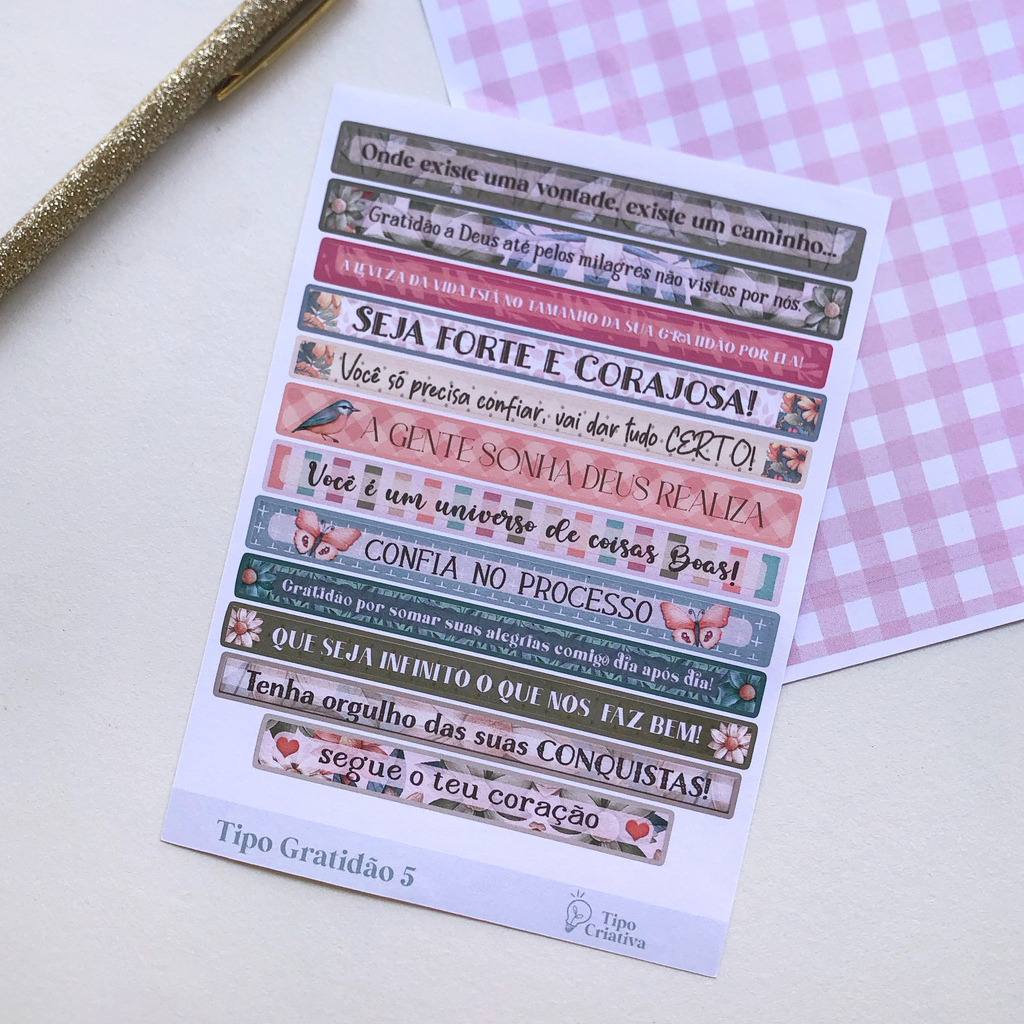 Onde existe uma vontade, existe um caminho...
Gratidão a Deus até pelos milagres não vistos por nós.
A LEVEZA DA VIDA ESTÁ NO TAMANHO DA SUA GRATIDÃO POR ELA!
SEJA FORTE E CORAJOSA!
Você só precisa confiar, vai dar tudo CERTO!
A GENTE SONHA DEUS REALIZA
Você é um universo de coisas Boas!
CONFIA NO PROCESSO
Gratidão por somar suas alegrias comigo dia após dia!
QUE SEJA INFINITO O QUE NOS FAZ BEM!
Tenha orgulho das suas CONQUISTAS!
segue o teu coração
Tipo Gratidão 5
Tipo
Criativa